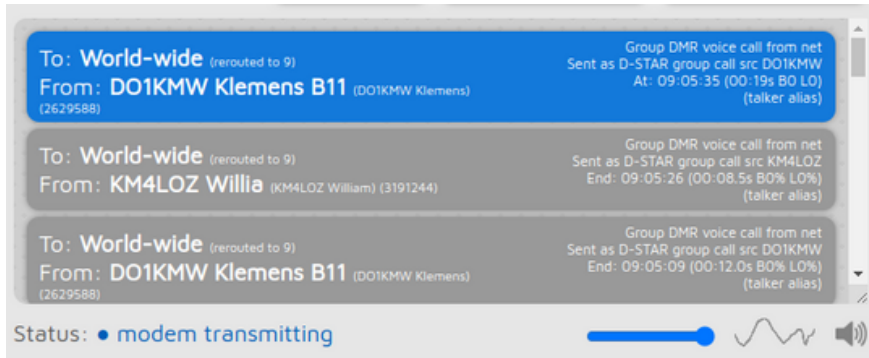 To: World-wide (rerouted to 9)
From: DO1KMW Klemens B11 (DO1KMW Klemens)
(2629588)
Group DMR voice call from net
Sent as D-STAR group call src DO1KMW
At: 09:05:35 (00:19s B0 L0)
(talker alias)
To: World-wide (rerouted to 9)
From: KM4LOZ Willia (KM4LOZ William) (3191244)
Group DMR voice call from net
Sent as D-STAR group call src KM4LOZ
End: 09:05:26 (00:08.5s B0% L0%)
(talker alias)
To: World-wide (rerouted to 9)
From: DO1KMW Klemens B11 (DO1KMW Klemens)
(2629588)
Group DMR voice call from net
Sent as D-STAR group call src DO1KMW
End: 09:05:09 (00:12.0s B0% L0%)
(talker alias)
Status: ● modem transmitting